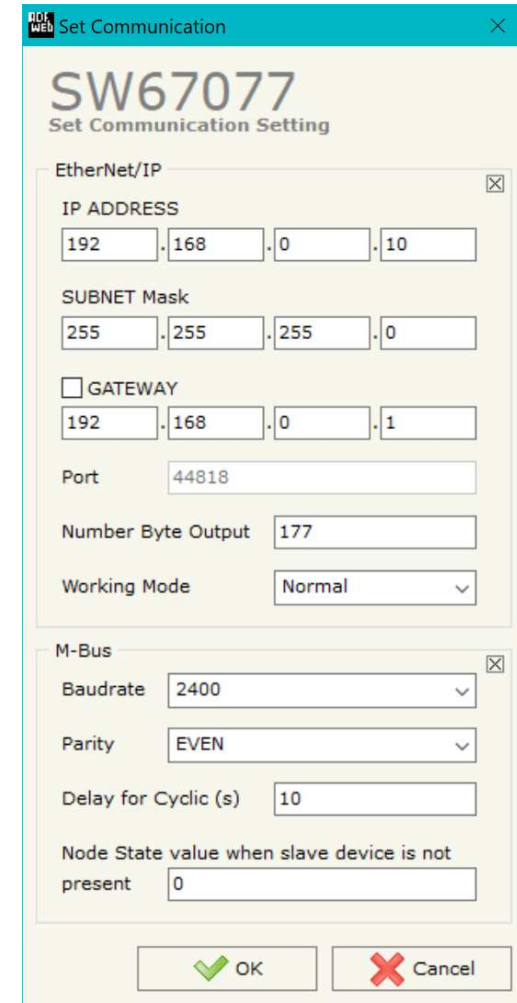 ADF
WEB Set Communication
SW67077
Set Communication Setting
EtherNet/IP
IP ADDRESS
192 . 168 . 0 . 10
SUBNET Mask
255 . 255 . 255 . 0
GATEWAY
192 . 168 . 0 . 1
Port 44818
Number Byte Output 177
Working Mode Normal
M-Bus
Baudrate 2400
Parity EVEN
Delay for Cyclic (s) 10
Node State value when slave device is not
present 0
OK Cancel